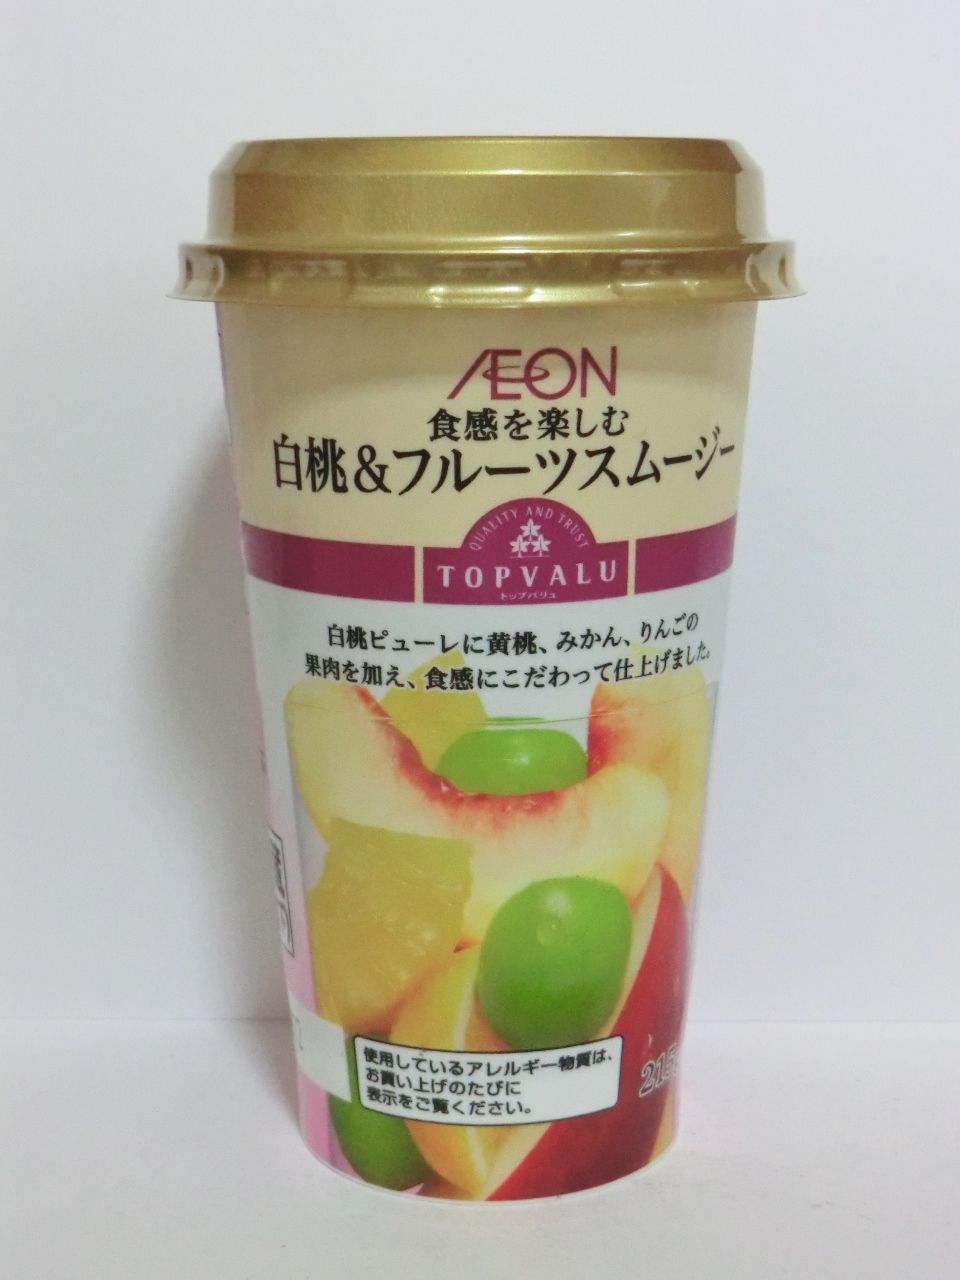 ÆON
食感を楽しむ
白桃&フルーツスムージー
QUALITY AND TRUST
TOPVALU
トップバリュ
白桃ピューレに黄桃、みかん、りんごの
果肉を加え、食感にこだわって仕上げました。
使用しているアレルギー物質は、
お買い上げのたびに
表示をご覧ください。
215